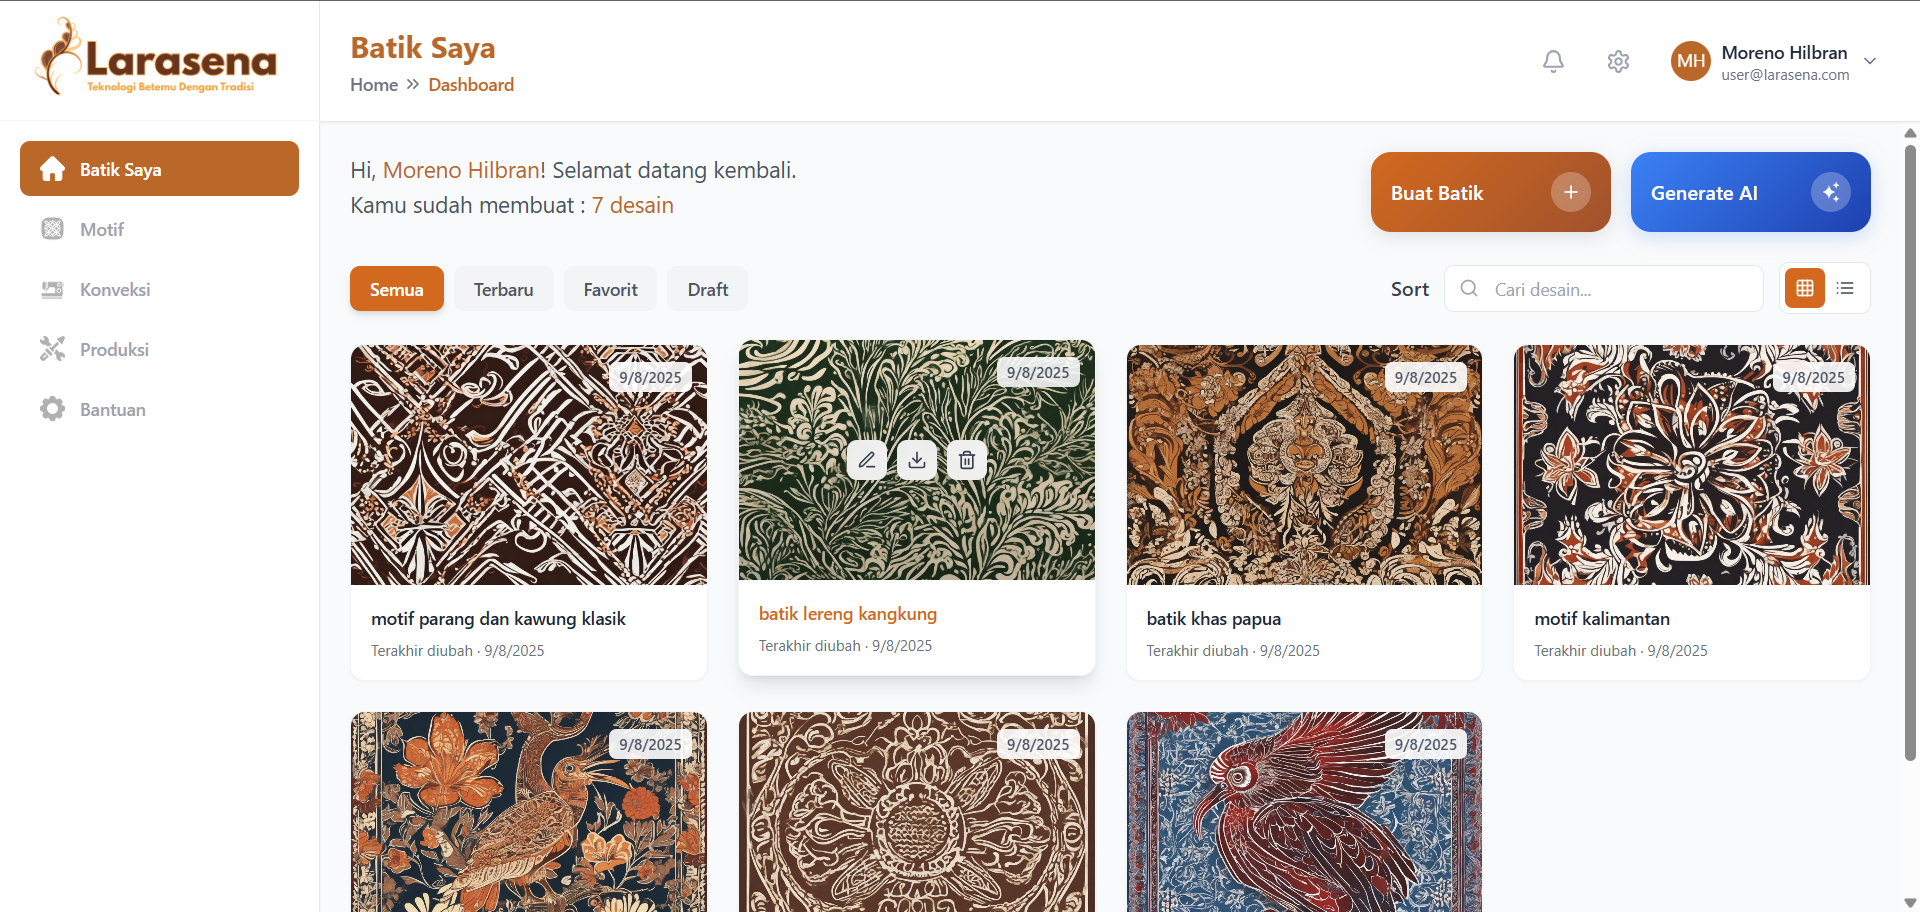 Larasena
Teknologi Betemu Dengan Tradisi
Batik Saya
Motif
Konveksi
Produksi
Bantuan
Batik Saya
Home » Dashboard
MH
Moreno Hilbran
user@larasena.com
Hi, Moreno Hilbran! Selamat datang kembali.
Kamu sudah membuat : 7 desain
Buat Batik
Generate AI
Semua
Terbaru
Favorit
Draft
Sort
Cari desain...
9/8/2025
motif parang dan kawung klasik
Terakhir diubah · 9/8/2025
9/8/2025
batik lereng kangkung
Terakhir diubah · 9/8/2025
9/8/2025
batik khas papua
Terakhir diubah · 9/8/2025
9/8/2025
motif kalimantan
Terakhir diubah · 9/8/2025
9/8/2025
9/8/2025
9/8/2025